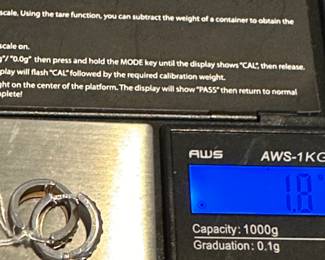 scale. Using the tare function, you can subtract the weight of a container to obtain the
scale on.
g"/ "0.0g" then press and hold the MODE key until the display shows "CAL", then release.
play will flash "CAL" followed by the required calibration weight.
ght on the center of the platform. The display will show "PASS" then return to normal
plete!
AWS AWS-1KG
1.8
Capacity: 1000g
Graduation: 0.1g